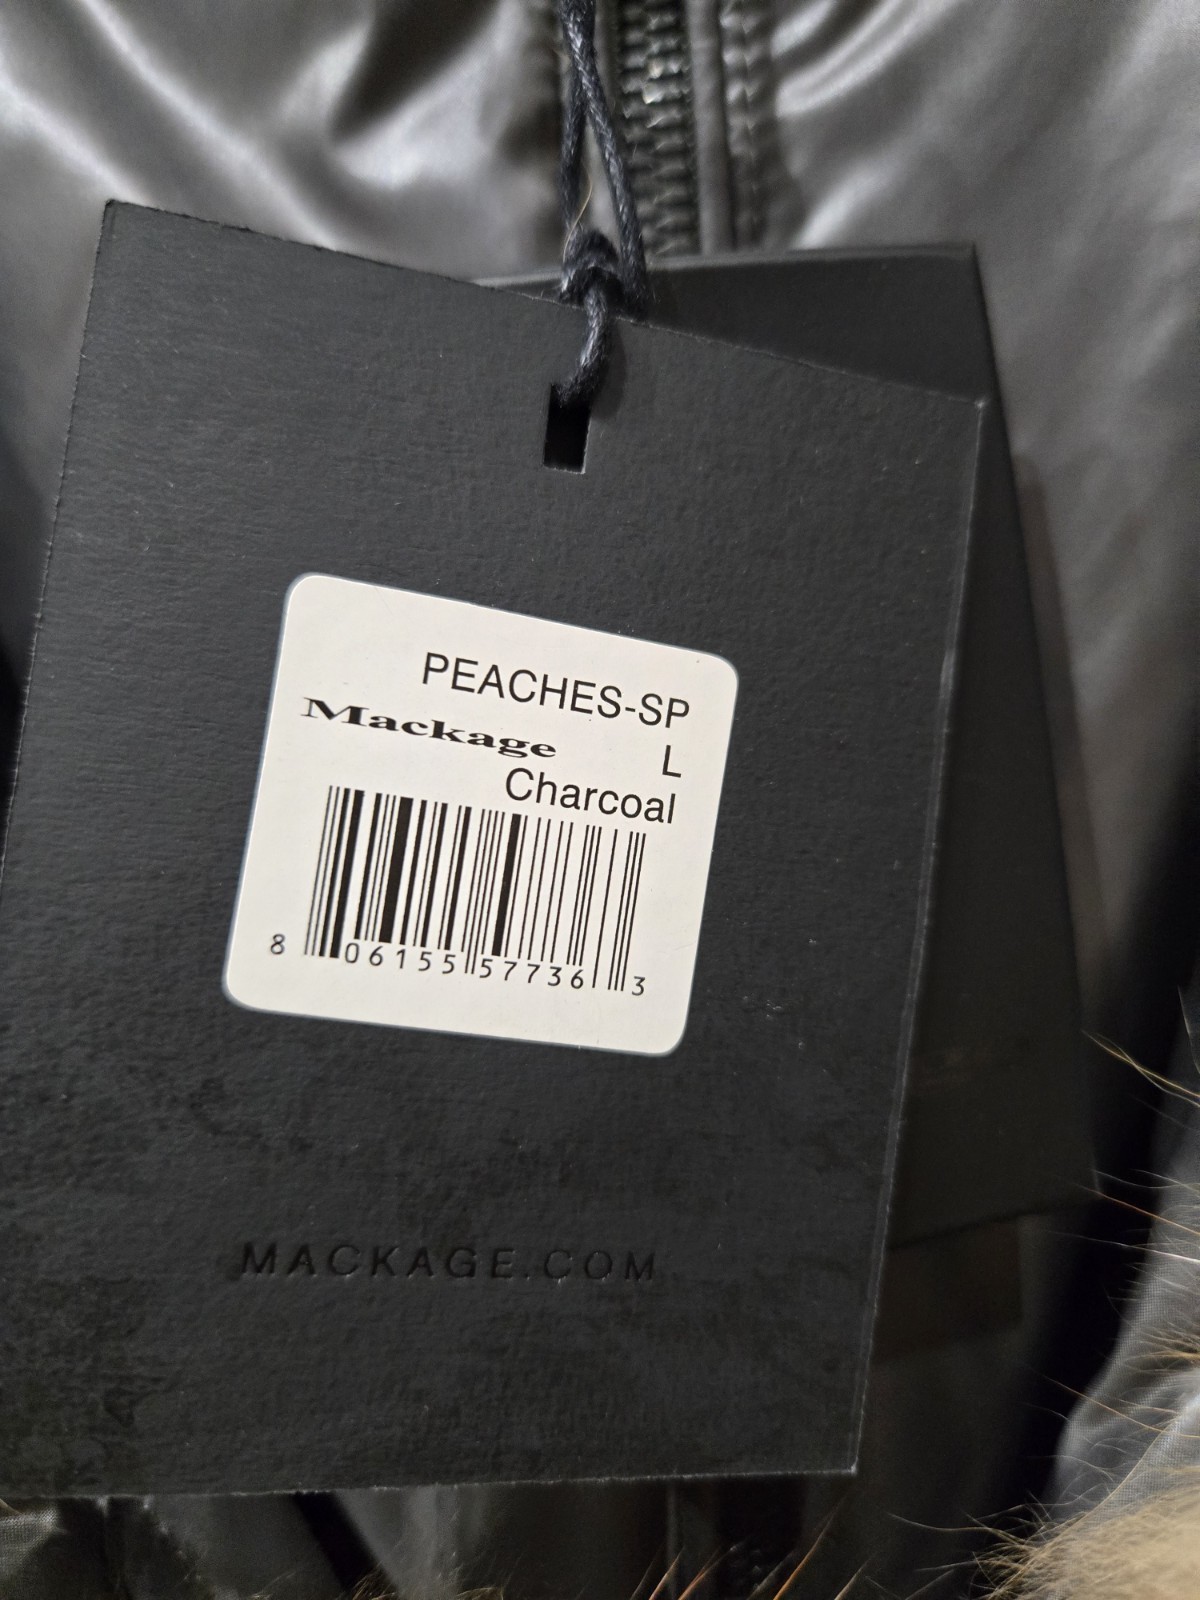 PEACHES-SP
Mackage L
Charcoal
8 06155 57736 3
MACKAGE.COM